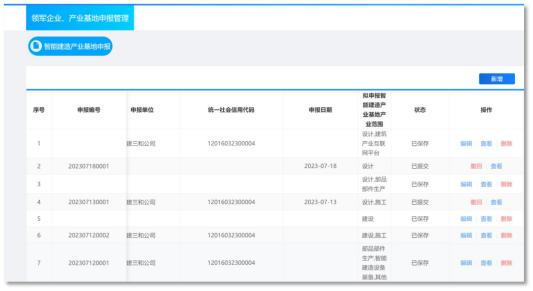 领军企业、产业基地申报管理
智能建造产业基地申报
新增
序号 申报编号 申报单位 统一社会信用代码 申报日期 拟申报智能建造产业基地产业范围 状态 操作
1 建三和公司 12016032300004 设计,建筑产业互联网平台 已保存 编辑 查看 删除
2 202307180001 2023-07-18 设计 已提交 撤回 查看
3 设计,部品部件生产 已保存 编辑 查看 删除
4 202307130001 建三和公司 12016032300004 2023-07-13 设计,施工 已提交 撤回 查看
5 建设 已保存 编辑 查看 删除
6 202307120002 建三和公司 12016032300004 建设,施工 已保存 编辑 查看 删除
7 202307120001 建三和公司 12016032300004 部品部件生产,智能建造设备装备,其他 已保存 编辑 查看 删除